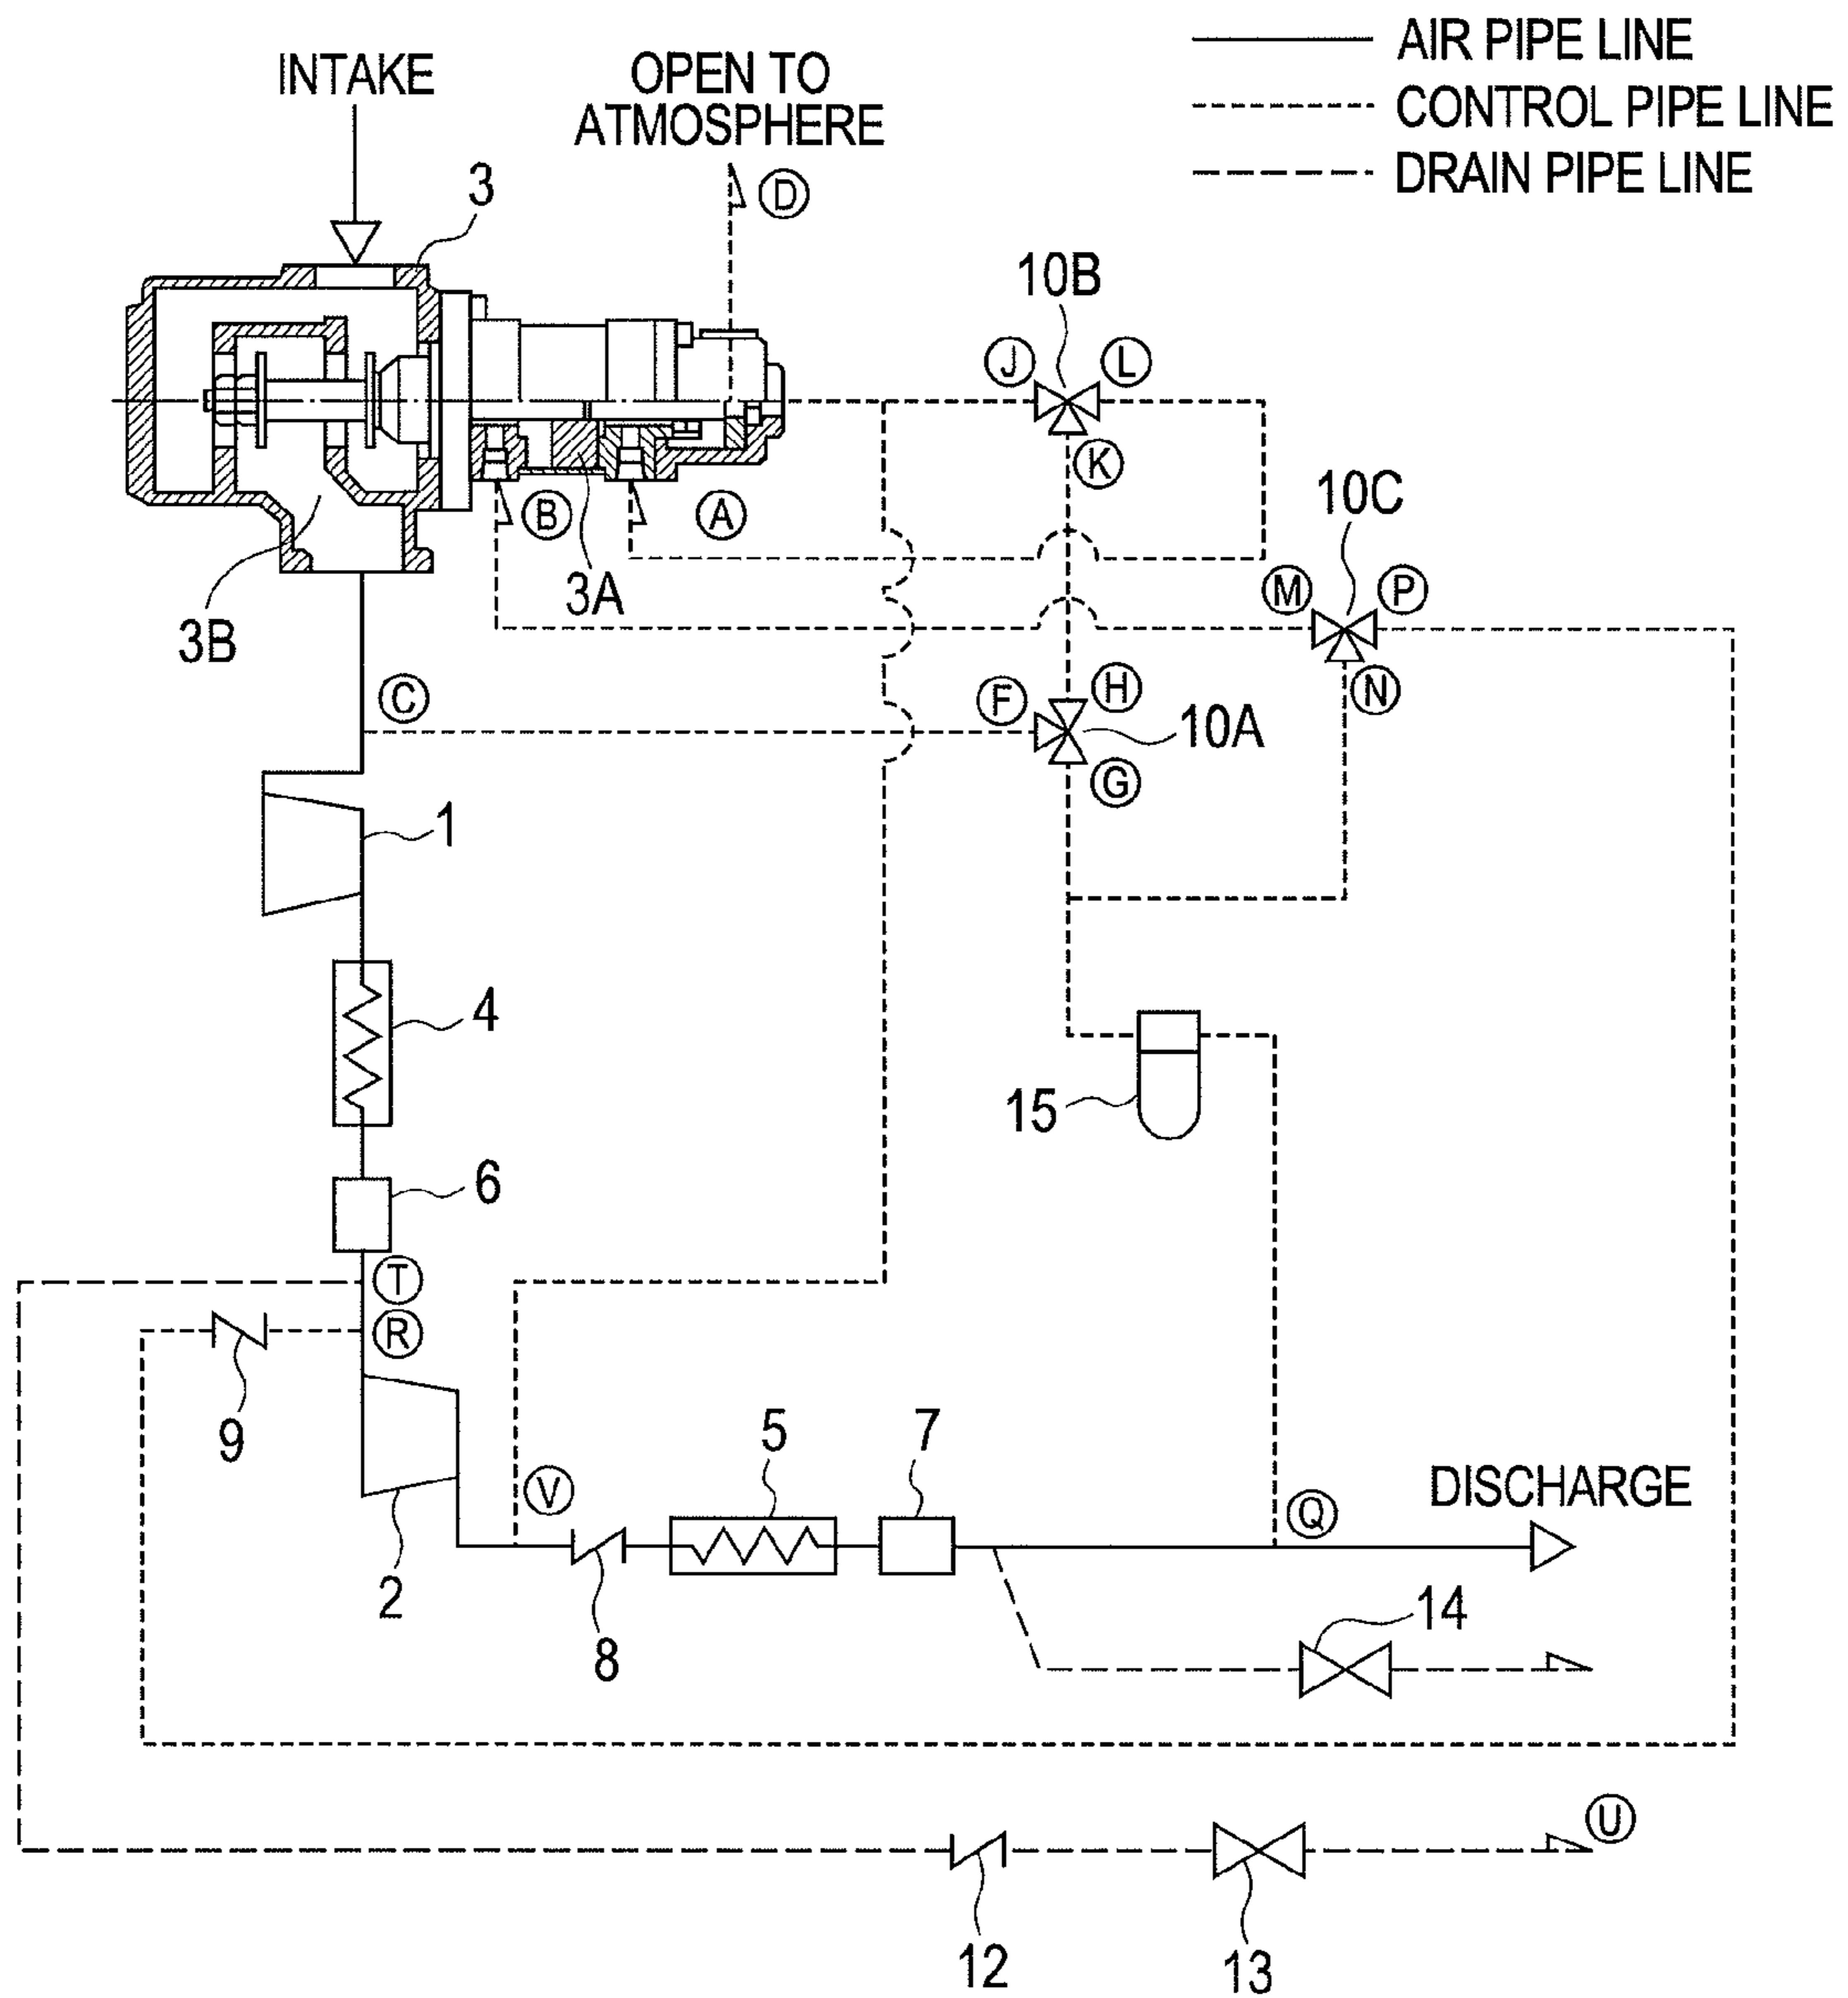 AIR PIPE LINE
CONTROL PIPE LINE
DRAIN PIPE LINE
INTAKE
OPEN TO
ATMOSPHERE
D
3
10B
J
L
K
10C
B
A
3A
3B
M
P
N
C
F
H
10A
G
1
4
15
6
T
R
9
5
7
V
Q
DISCHARGE
2
8
14
U
12
13